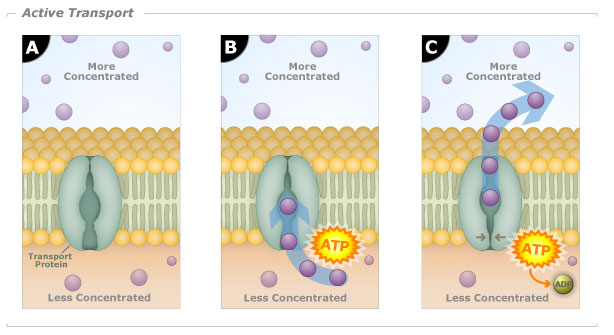 Active Transport
A
More
Concentrated
Transport
Protein
Less Concentrated
B
More
Concentrated
ATP
Less Concentrated
C
More
Concentrated
ATP
ADP
Less Concentrated